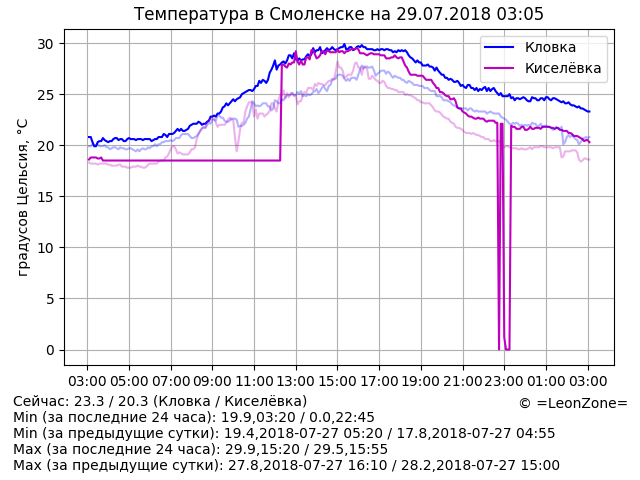 Температура в Смоленске на 29.07.2018 03:05
Кловка
Киселёвка
градусов Цельсия, °C
30
25
20
15
10
5
0
03:00 05:00 07:00 09:00 11:00 13:00 15:00 17:00 19:00 21:00 23:00 01:00 03:00
Сейчас: 23.3 / 20.3 (Кловка / Киселёвка)
© =LeonZone=
Min (за последние 24 часа): 19.9,03:20 / 0.0,22:45
Min (за предыдущие сутки): 19.4,2018-07-27 05:20 / 17.8,2018-07-27 04:55
Max (за последние 24 часа): 29.9,15:20 / 29.5,15:55
Max (за предыдущие сутки): 27.8,2018-07-27 16:10 / 28.2,2018-07-27 15:00